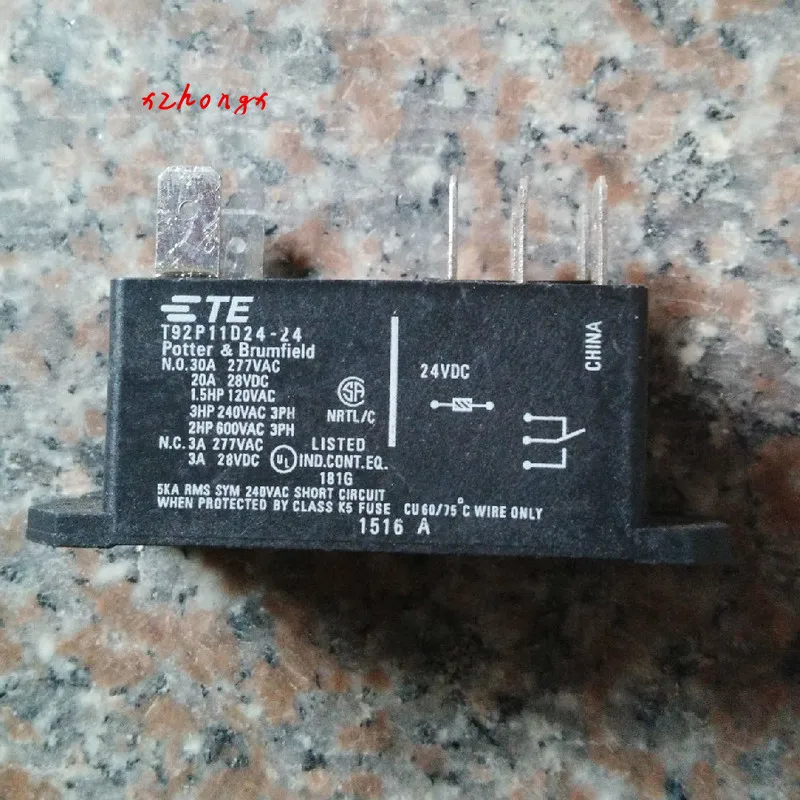 xzhongx
TE
T92P11D24-24
Potter & Brumfield
N.O.30A 277VAC
20A 28VDC
1.5HP 120VAC
3HP 240VAC 3PH
2HP 600VAC 3PH
N.C.3A 277VAC
3A 28VDC
SA
NRTL/C
UL
LISTED
IND.CONT.EQ.
181G
5KA RMS SYM 240VAC SHORT CIRCUIT
WHEN PROTECTED BY CLASS K5 FUSE CU60/75°C WIRE ONLY
1516 A
24VDC
CHINA